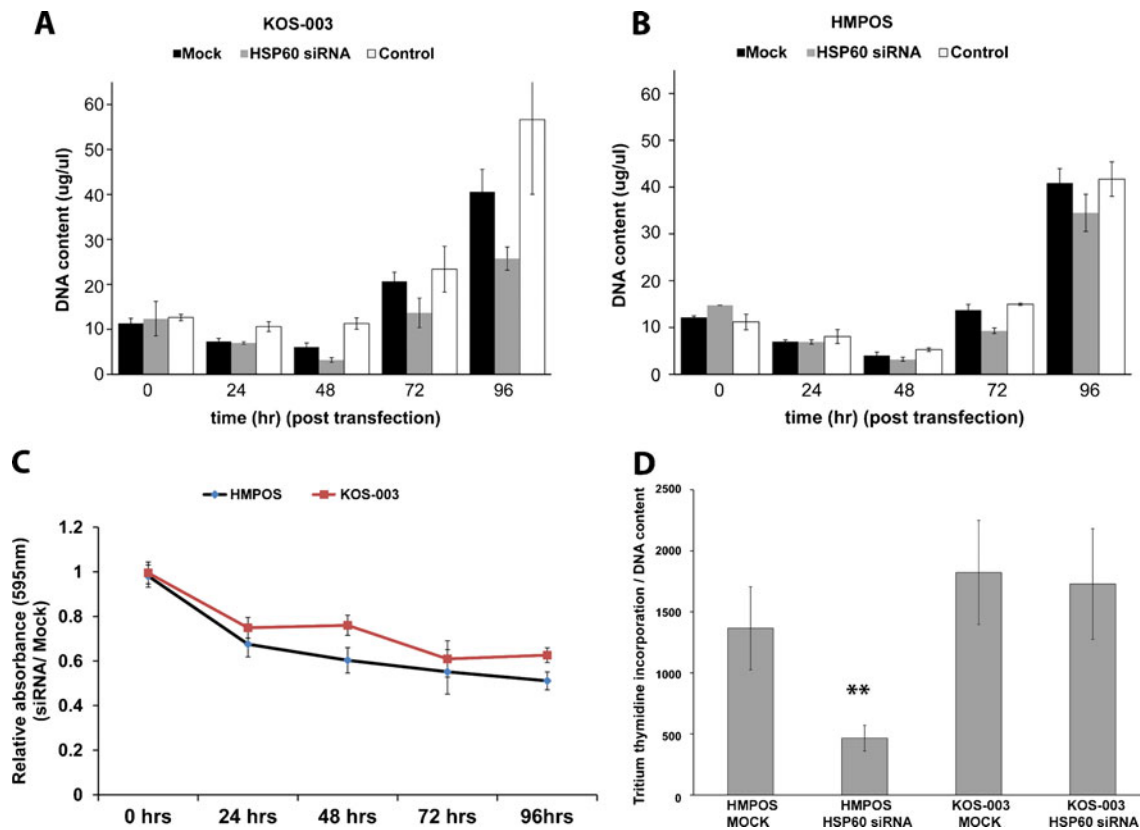 A
KOS-003
Mock HSP60 siRNA Control
DNA content (ug/ul)
60
50
40
30
20
10
0
0 24 48 72 96
time (hr) (post transfection)
B
HMPOS
Mock HSP60 siRNA Control
DNA content (ug/ul)
60
50
40
30
20
10
0
0 24 48 72 96
time (hr) (post transfection)
C
HMPOS KOS-003
Relative absorbance (595nm)
(siRNA/ Mock)
1.2
1
0.8
0.6
0.4
0.2
0
0 hrs 24 hrs 48 hrs 72 hrs 96hrs
D
Tritium thymidine incorporation / DNA content
2500
2000
1500
1000
500
0
**
HMPOS MOCK
HMPOS HSP60 siRNA
KOS-003 MOCK
KOS-003 HSP60 siRNA